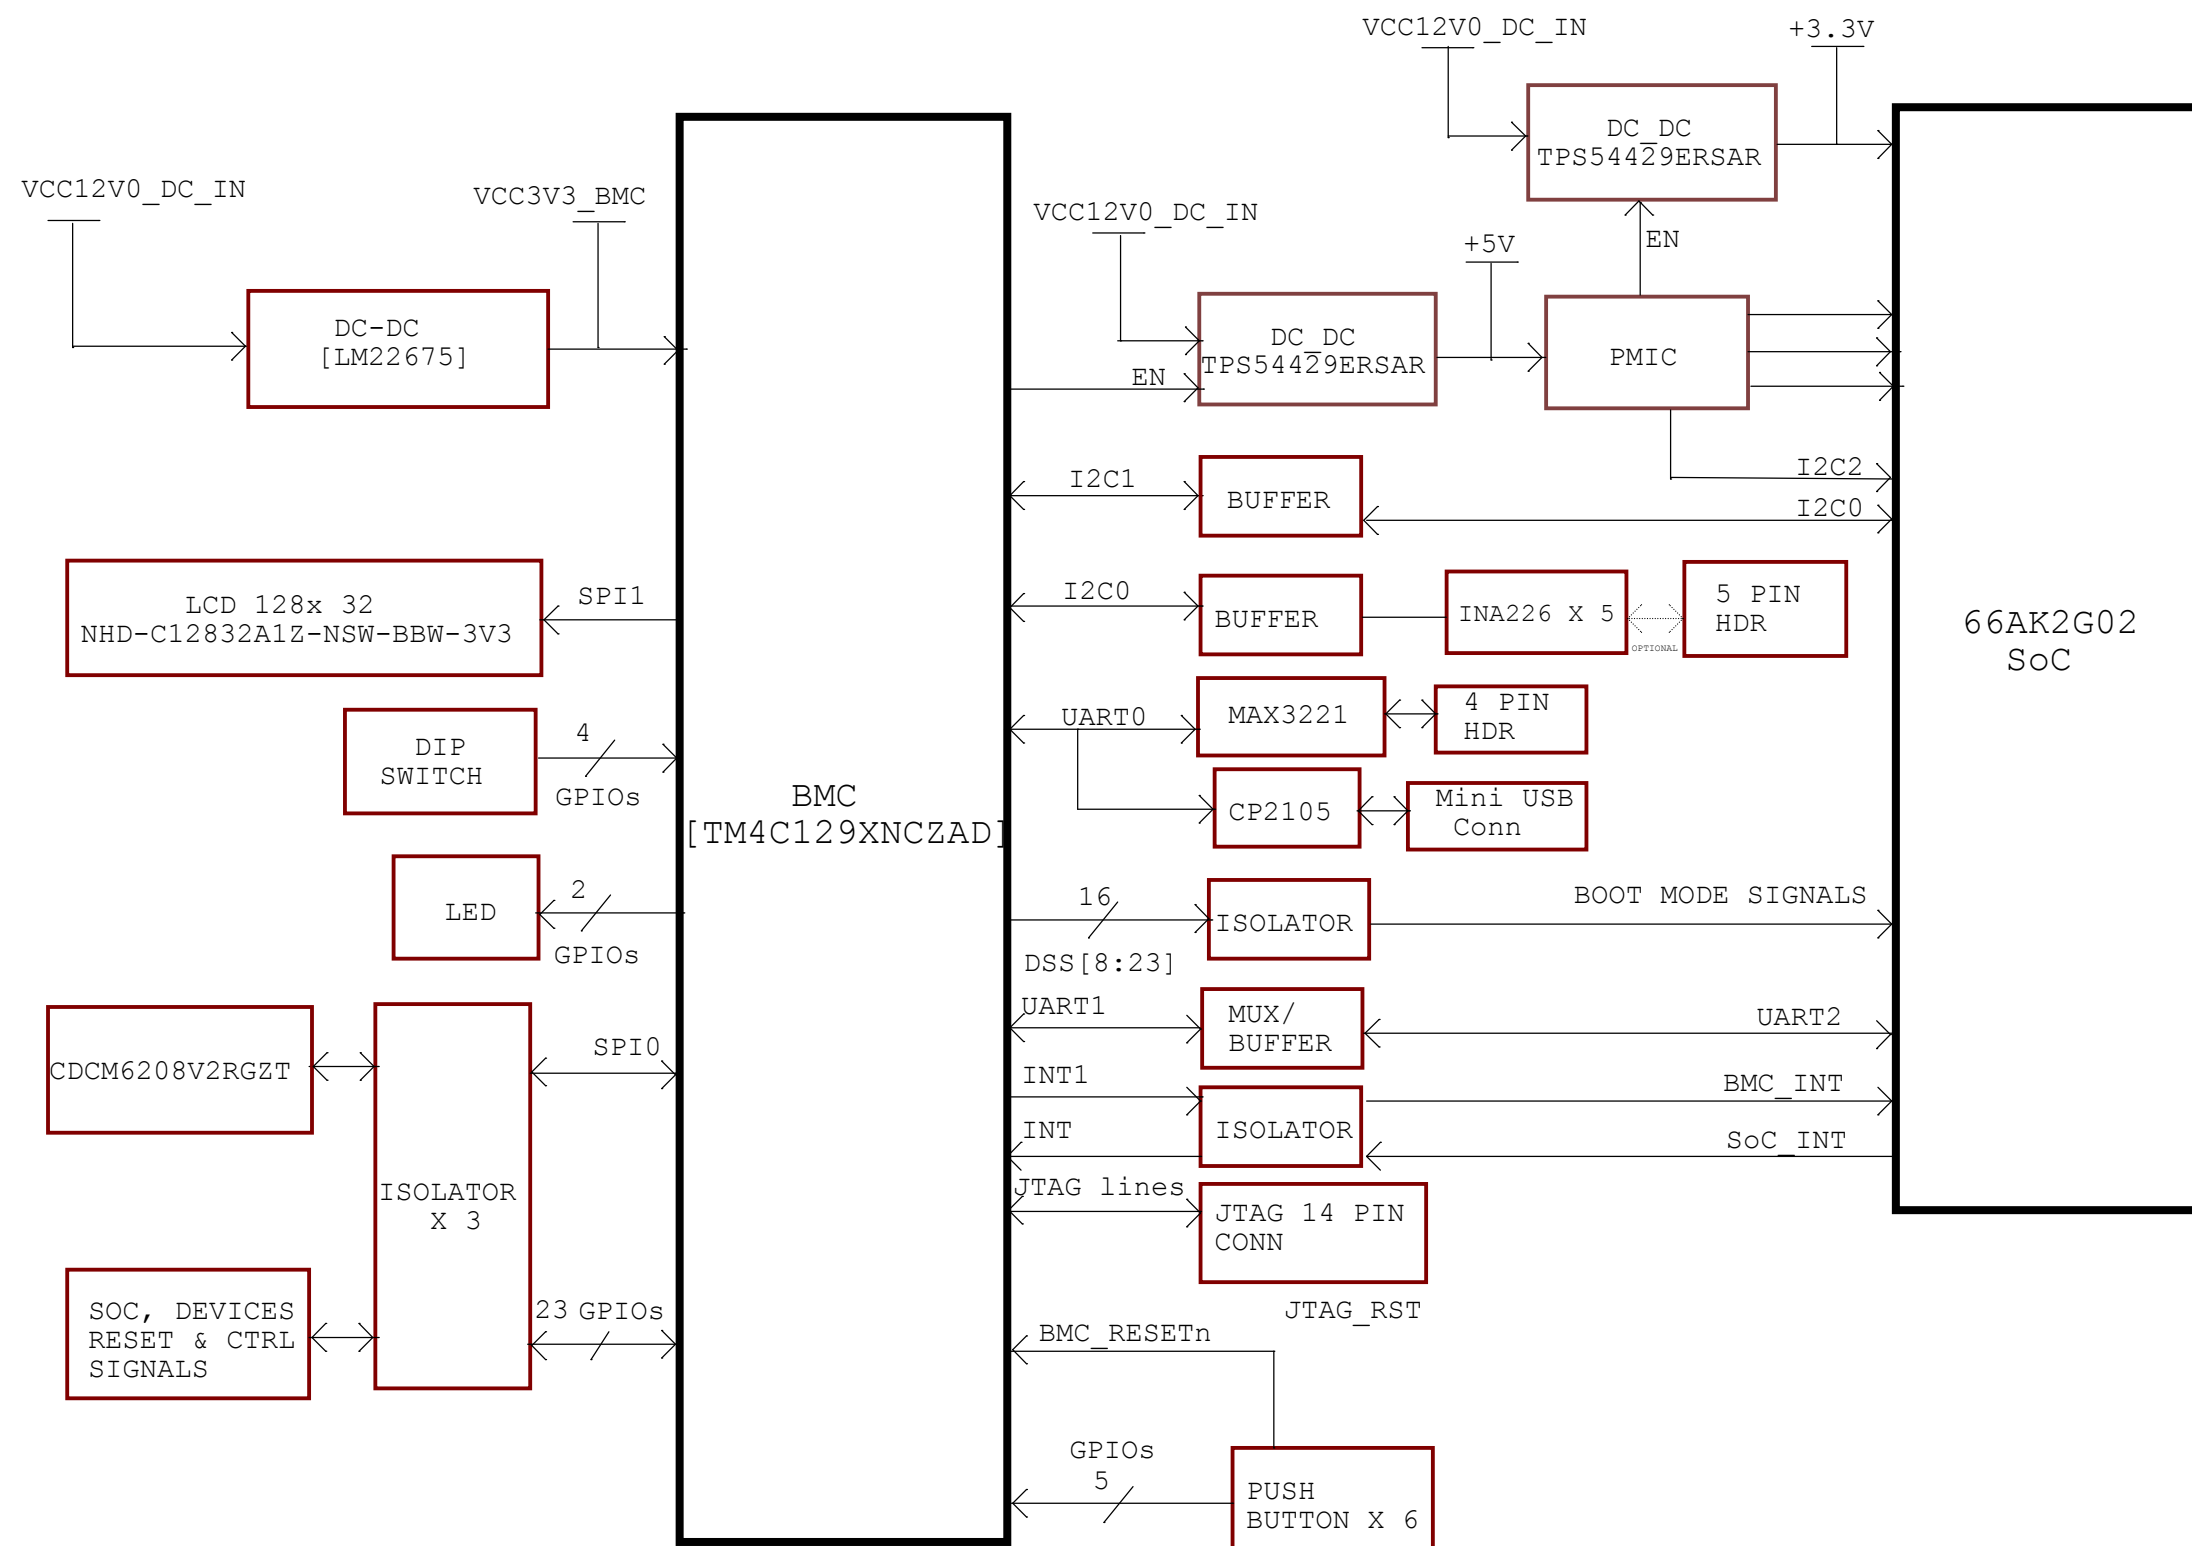 VCC12V0_DC_IN
+3.3V
DC_DC
TPS54429ERSAR
EN
VCC12V0_DC_IN
VCC3V3_BMC
DC-DC
[LM22675]
VCC12V0_DC_IN
+5V
DC_DC
TPS54429ERSAR
EN
PMIC
I2C2
I2C0
I2C1
BUFFER
I2C0
BUFFER
INA226 X 5
OPTIONAL
5 PIN
HDR
66AK2G02
SoC
LCD 128x 32
NHD-C12832A1Z-NSW-BBW-3V3
SPI1
UART0
MAX3221
4 PIN
HDR
CP2105
Mini USB
Conn
DIP
SWITCH
4
GPIOs
BMC
[TM4C129XNCZAD]
LED
2
GPIOs
16
DSS[8:23]
ISOLATOR
BOOT MODE SIGNALS
UART1
MUX/
BUFFER
UART2
CDCM6208V2RGZT
SPI0
ISOLATOR
X 3
INT1
INT
ISOLATOR
BMC_INT
SoC_INT
JTAG lines
JTAG 14 PIN
CONN
JTAG_RST
SOC, DEVICES
RESET & CTRL
SIGNALS
23 GPIOs
BMC_RESETn
GPIOs
5
PUSH
BUTTON X 6